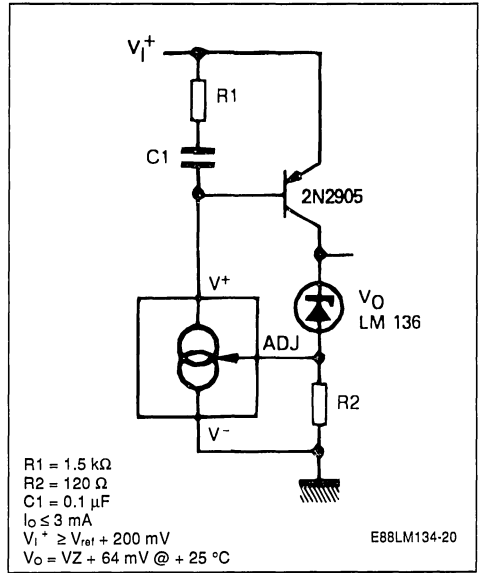 VI+
R1
C1
2N2905
V+
VO
LM 136
ADJ
R2
V−
R1 = 1.5 kΩ
R2 = 120 Ω
C1 = 0.1 µF
IO ≤ 3 mA
VI+ ≥ Vref + 200 mV
VO = VZ + 64 mV @ + 25 °C
E88LM134-20